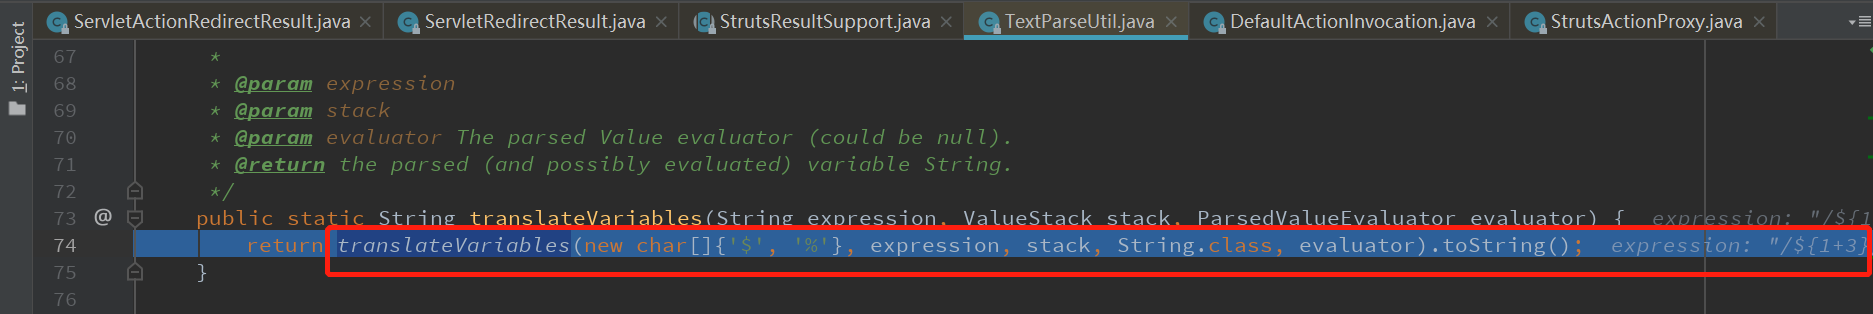 ServletActionRedirectResult.java ServletRedirectResult.java StrutsResultSupport.java TextParseUtil.java DefaultActionInvocation.java StrutsActionProxy.java
1: Project
67 *
68 * @param expression
69 * @param stack
70 * @param evaluator The parsed Value evaluator (could be null).
71 * @return the parsed (and possibly evaluated) variable String.
72 */
73 @ public static String translateVariables(String expression, ValueStack stack, ParsedValueEvaluator evaluator) { expression: "/${1
74 return translateVariables(new char[]{'$', '%'}, expression, stack, String.class, evaluator).toString(); expression: "/${1+3}
75 }
76